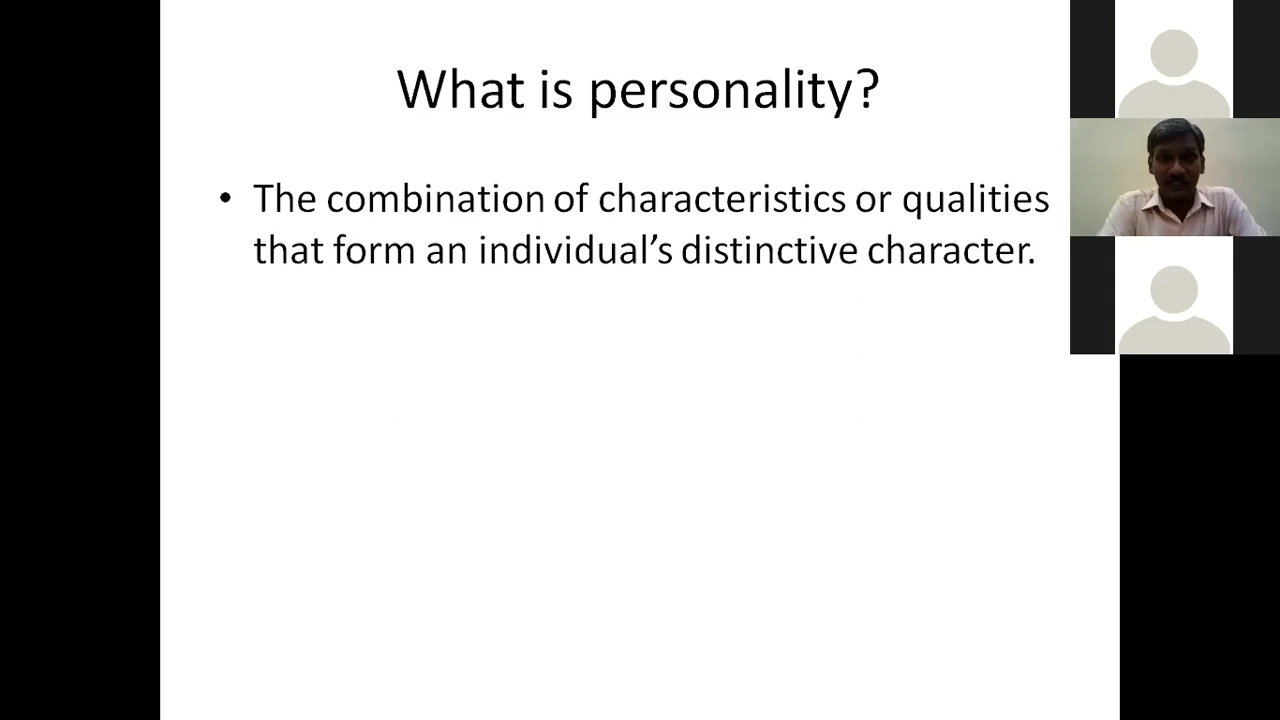 What is personality?
• The combination of characteristics or qualities
that form an individual’s distinctive character.